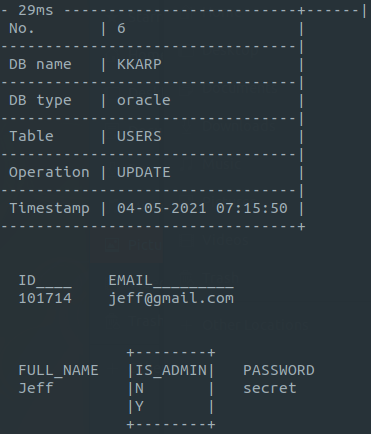 - 29ms --------------------------+------|
No. | 6 |
---------------------------------|
DB name | KKARP |
---------------------------------|
DB type | oracle |
---------------------------------|
Table | USERS |
---------------------------------|
Operation | UPDATE |
---------------------------------|
Timestamp | 04-05-2021 07:15:50 |
---------------------------------+
ID____ EMAIL_________
101714 jeff@gmail.com
+--------+
FULL_NAME |IS_ADMIN| PASSWORD
Jeff |N | secret
|Y |
+--------+